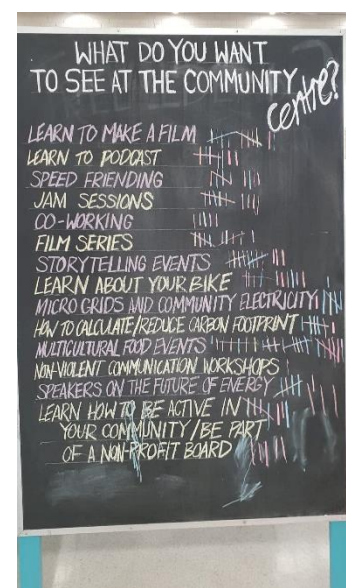 WHAT DO YOU WANT
TO SEE AT THE COMMUNITY
CENTRE?
LEARN TO MAKE A FILM
LEARN TO PODCAST
SPEED FRIENDING
JAM SESSIONS
CO-WORKING
FILM SERIES
STORYTELLING EVENTS
LEARN ABOUT YOUR BIKE
MICRO GRIDS AND COMMUNITY ELECTRICITY
HOW TO CALCULATE/REDUCE CARBON FOOTPRINT
MULTICULTURAL FOOD EVENTS
NON-VIOLENT COMMUNICATION WORKSHOPS
SPEAKERS ON THE FUTURE OF ENERGY
LEARN HOW TO BE ACTIVE IN
YOUR COMMUNITY/BE PART
OF A NON-PROFIT BOARD